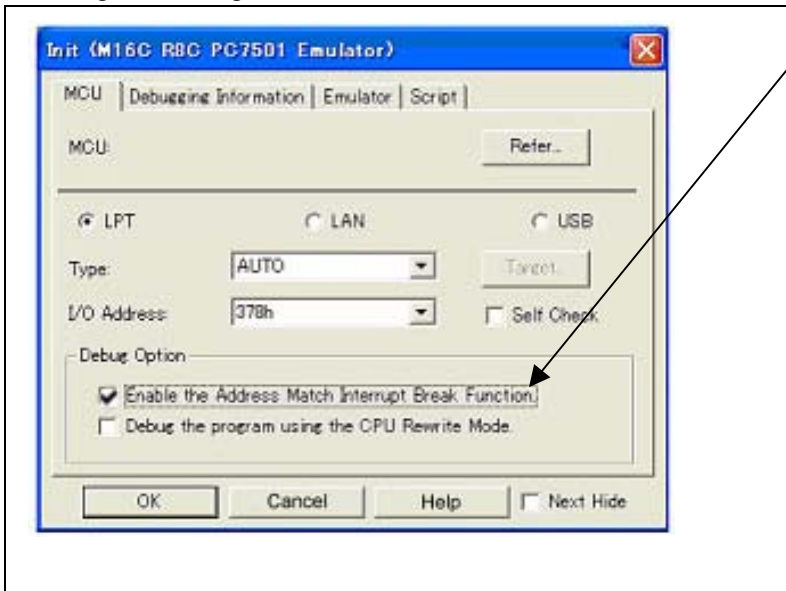 Init (M16C R8C PC7501 Emulator)
MCU Debugging Information Emulator Script
MCU: Refer...
LPT LAN USB
Type: AUTO Target...
I/O Address: 378h Self Check
Debug Option
Enable the Address Match Interrupt Break Function.
Debug the program using the CPU Rewrite Mode.
OK Cancel Help Next Hide